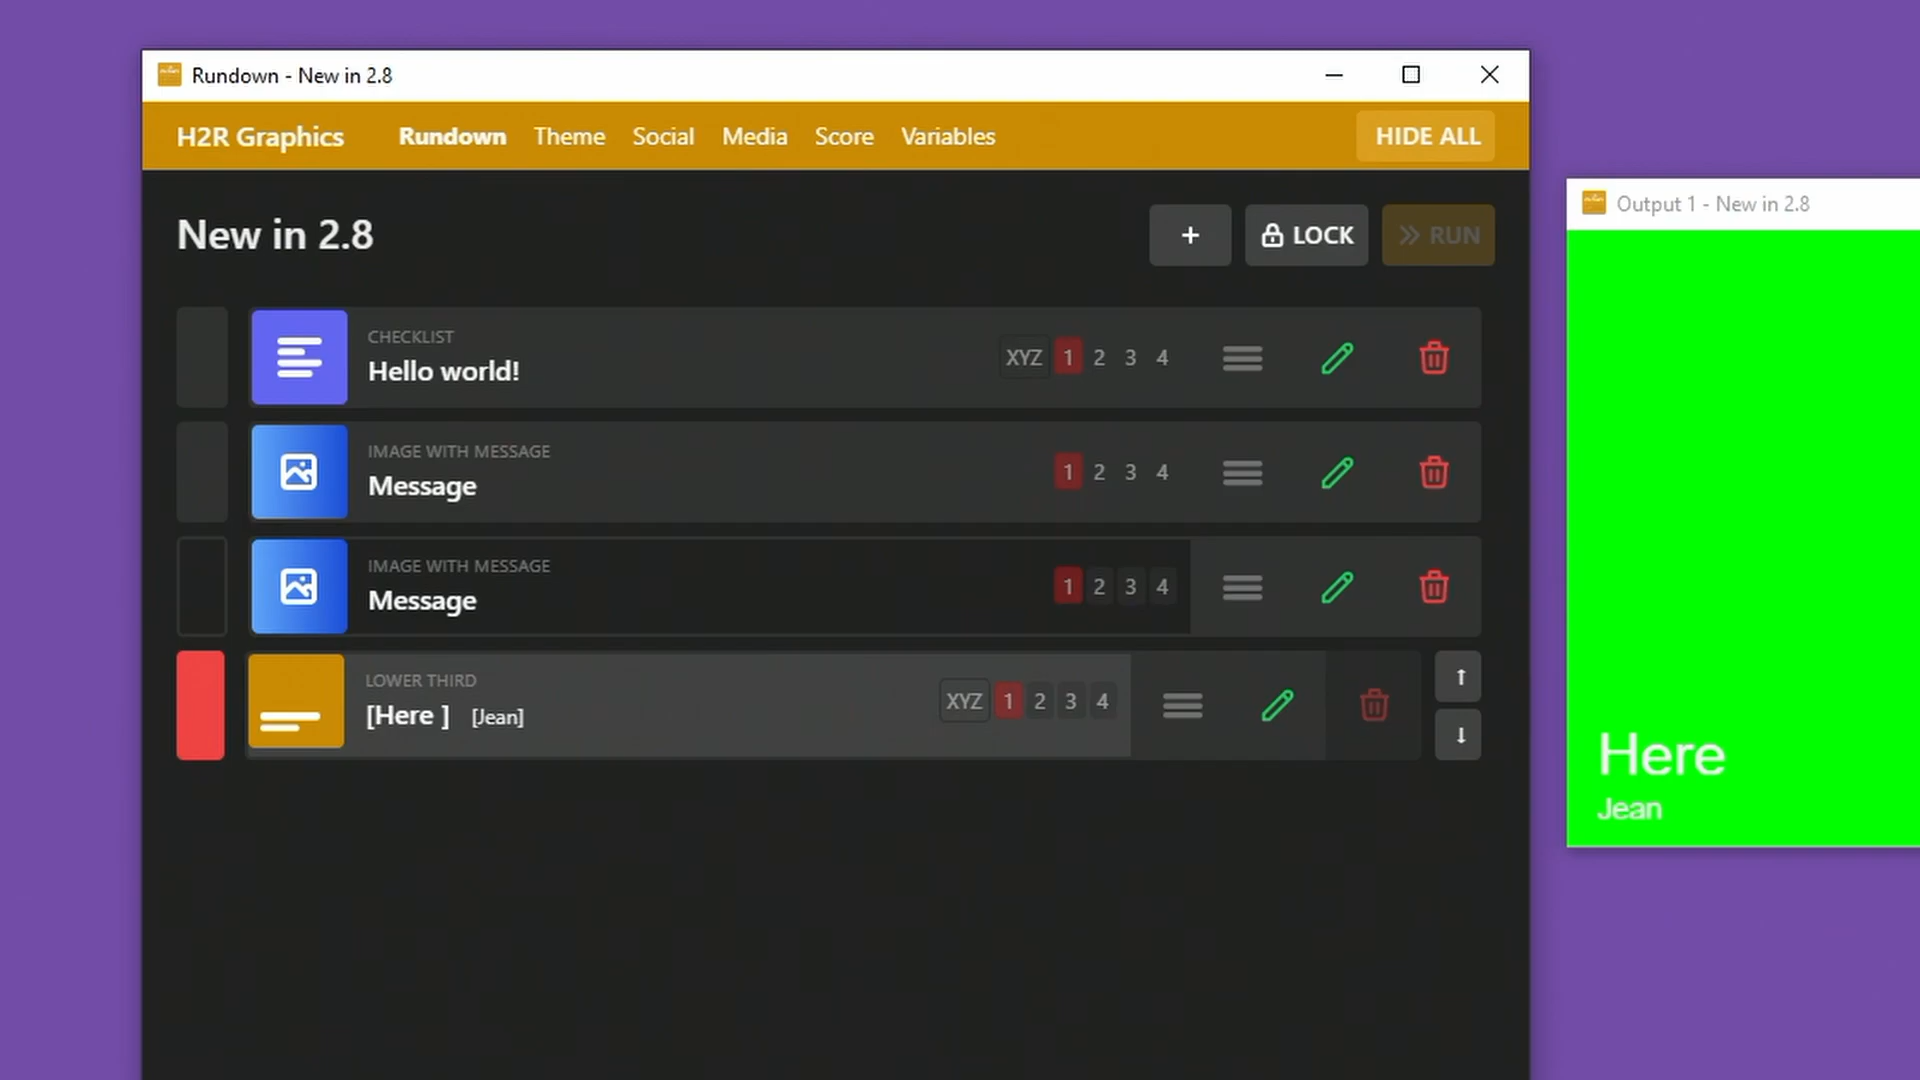 Rundown - New in 2.8
H2R Graphics Rundown Theme Social Media Score Variables HIDE ALL
New in 2.8 + LOCK RUN
CHECKLIST
Hello world! XYZ 1 2 3 4
IMAGE WITH MESSAGE
Message 1 2 3 4
IMAGE WITH MESSAGE
Message 1 2 3 4
LOWER THIRD
[Here ] [Jean] XYZ 1 2 3 4
Output 1 - New in 2.8
Here
Jean